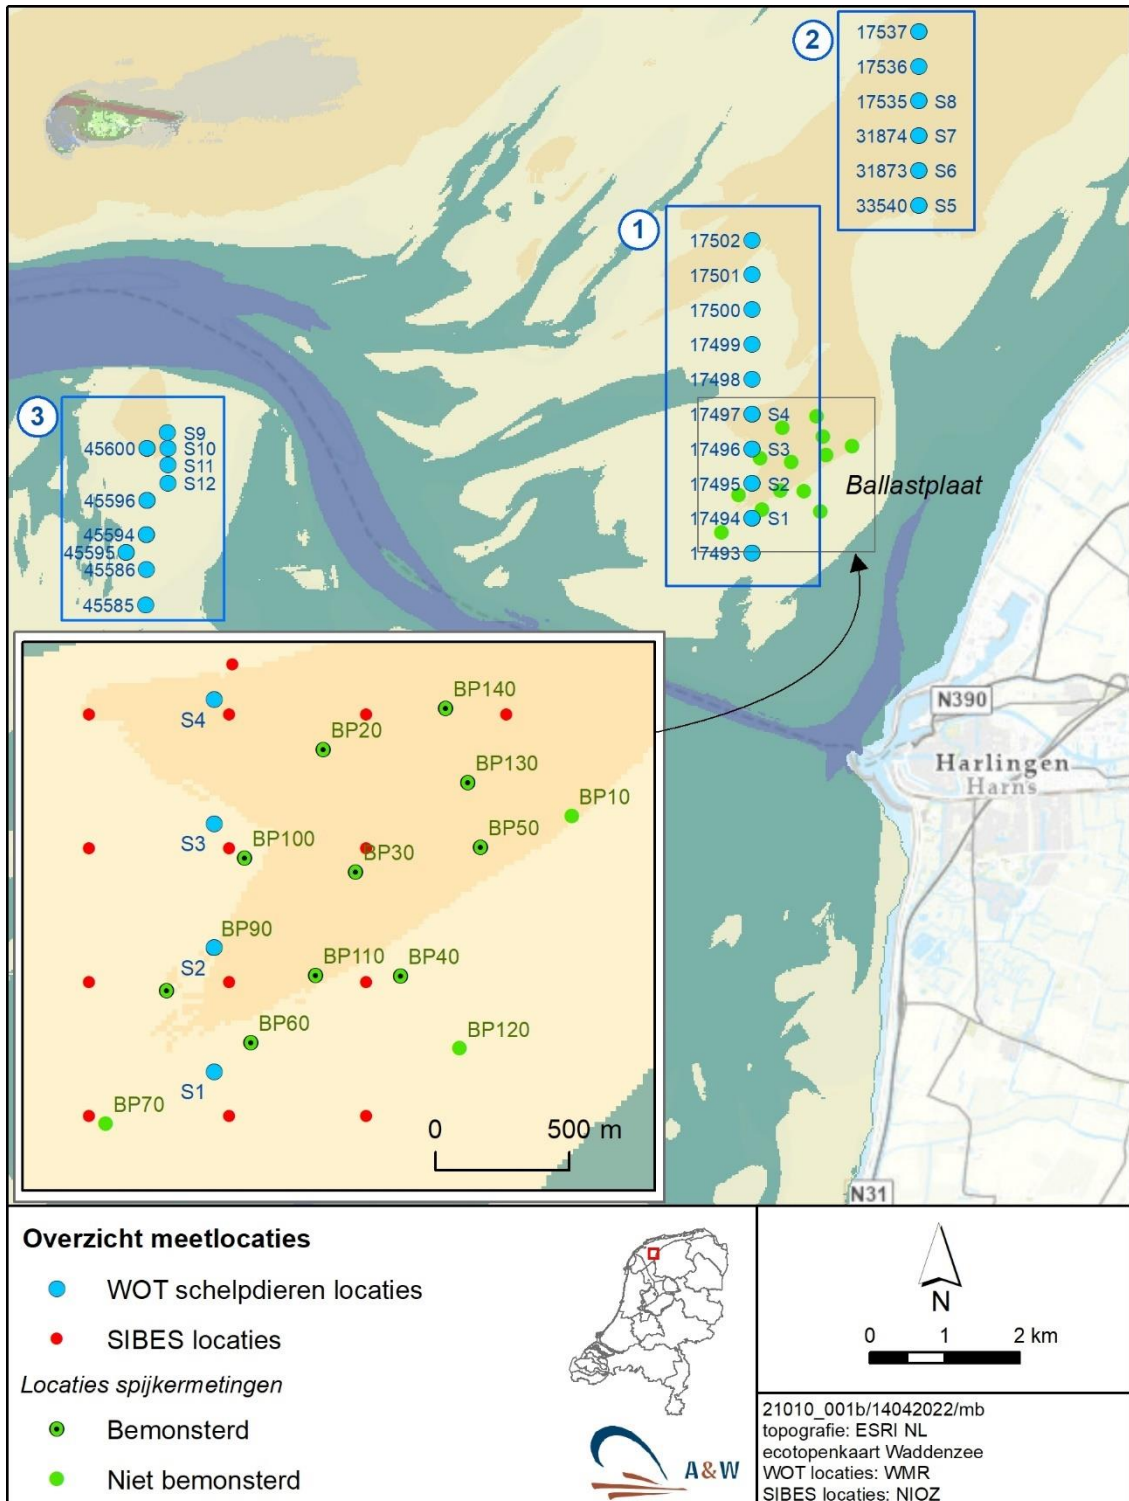 2
17537
17536
17535 S8
31874 S7
31873 S6
33540 S5
1
17502
17501
17500
17499
17498
17497 S4
17496 S3
17495 S2
17494 S1
17493
Ballastplaat
3
S9
45600 S10
S11
S12
45596
45594
45595
45586
45585
N390
Harlingen
Harns
N31
BP140
S4
BP20
BP130
BP10
S3
BP100
BP30
BP50
BP90
S2
BP110
BP40
BP60
BP120
S1
BP70
0 500 m
Overzicht meetlocaties
WOT schelpdieren locaties
SIBES locaties
Locaties spijkermetingen
Bemonsterd
Niet bemonsterd
A&W
N
0 1 2 km
21010_001b/14042022/mb
topografie: ESRI NL
ecotopenkaart Waddenzee
WOT locaties: WMR
SIBES locaties: NIOZ